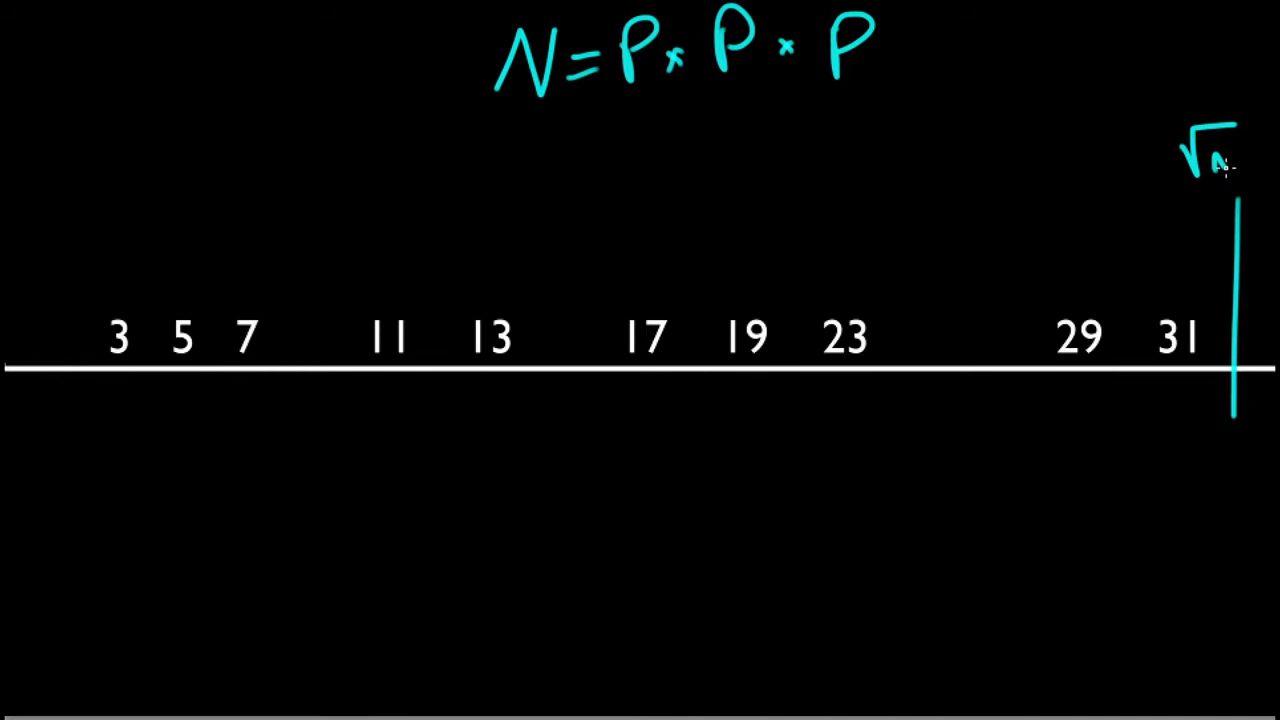 N = P × P × P
√n
3 5 7 11 13 17 19 23 29 31